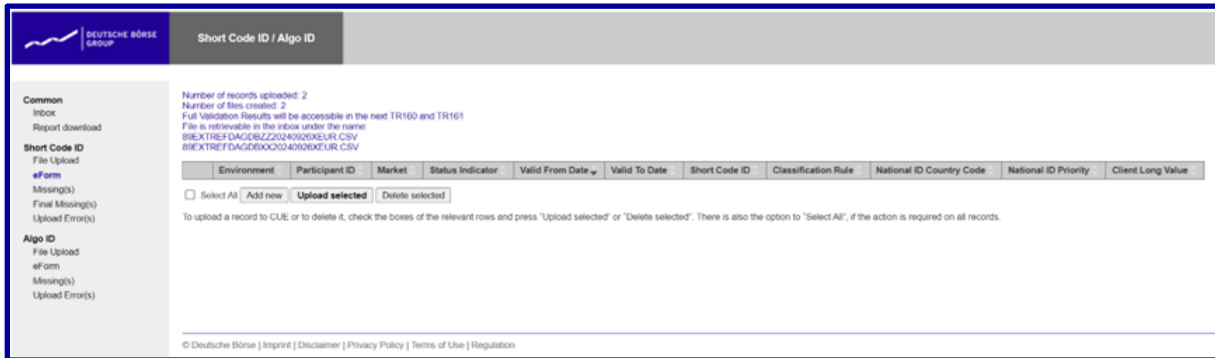 DEUTSCHE BÖRSE
GROUP
Short Code ID / Algo ID
Common
Inbox
Report download
Short Code ID
File Upload
eForm
Missing(s)
Final Missing(s)
Upload Error(s)
Algo ID
File Upload
eForm
Missing(s)
Upload Error(s)
Number of records uploaded: 2
Number of files created: 2
Full Validation Results will be accessible in the next TR160 and TR161
File is retrievable in the inbox under the name:
89EXTREFDAGDBZZ20240926XEUR.CSV
89EXTREFDAGDBXX20240926XEUR.CSV
Environment Participant ID Market Status Indicator Valid From Date Valid To Date Short Code ID Classification Rule National ID Country Code National ID Priority Client Long Value
Select All Add new Upload selected Delete selected
To upload a record to CUE or to delete it, check the boxes of the relevant rows and press "Upload selected" or "Delete selected". There is also the option to "Select All", if the action is required on all records.
© Deutsche Börse | Imprint | Disclaimer | Privacy Policy | Terms of Use | Regulation